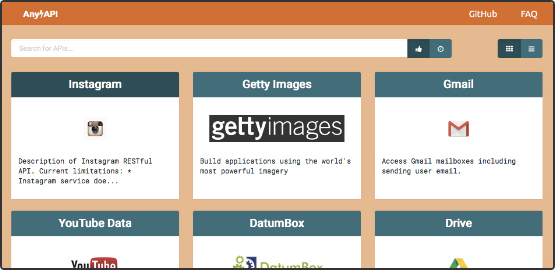 Any API
GitHub
FAQ
Search for APIs...
Instagram
Getty Images
Gmail
gettyimages
Description of Instagram RESTful
API. Current limitations: *
Instagram service doe...
Build applications using the world's
most powerful imagery
Access Gmail mailboxes including
sending user email.
YouTube Data
DatumBox
Drive
YouTube
DatumBox